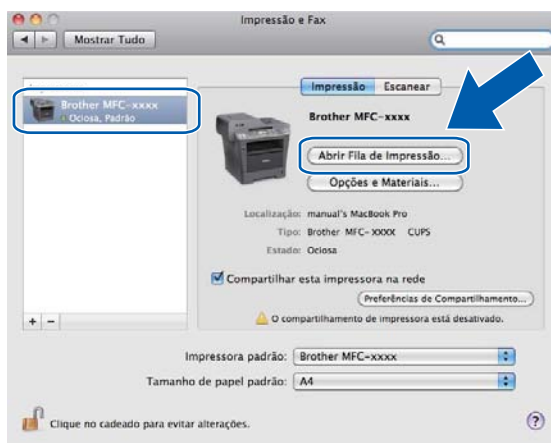 Impressão e Fax
Mostrar Tudo
Impressão Escanear
Brother MFC-xxxx
Ociosa, Padrão
Brother MFC-xxxx
Abrir Fila de Impressão...
Opções e Materiais...
Localização: manual's MacBook Pro
Tipo: Brother MFC-XXXX CUPS
Estado: Ociosa
Compartilhar esta impressora na rede
Preferências de Compartilhamento...
O compartilhamento de impressora está desativado.
+ -
Impressora padrão: Brother MFC-xxxx
Tamanho de papel padrão: A4
Clique no cadeado para evitar alterações.
?